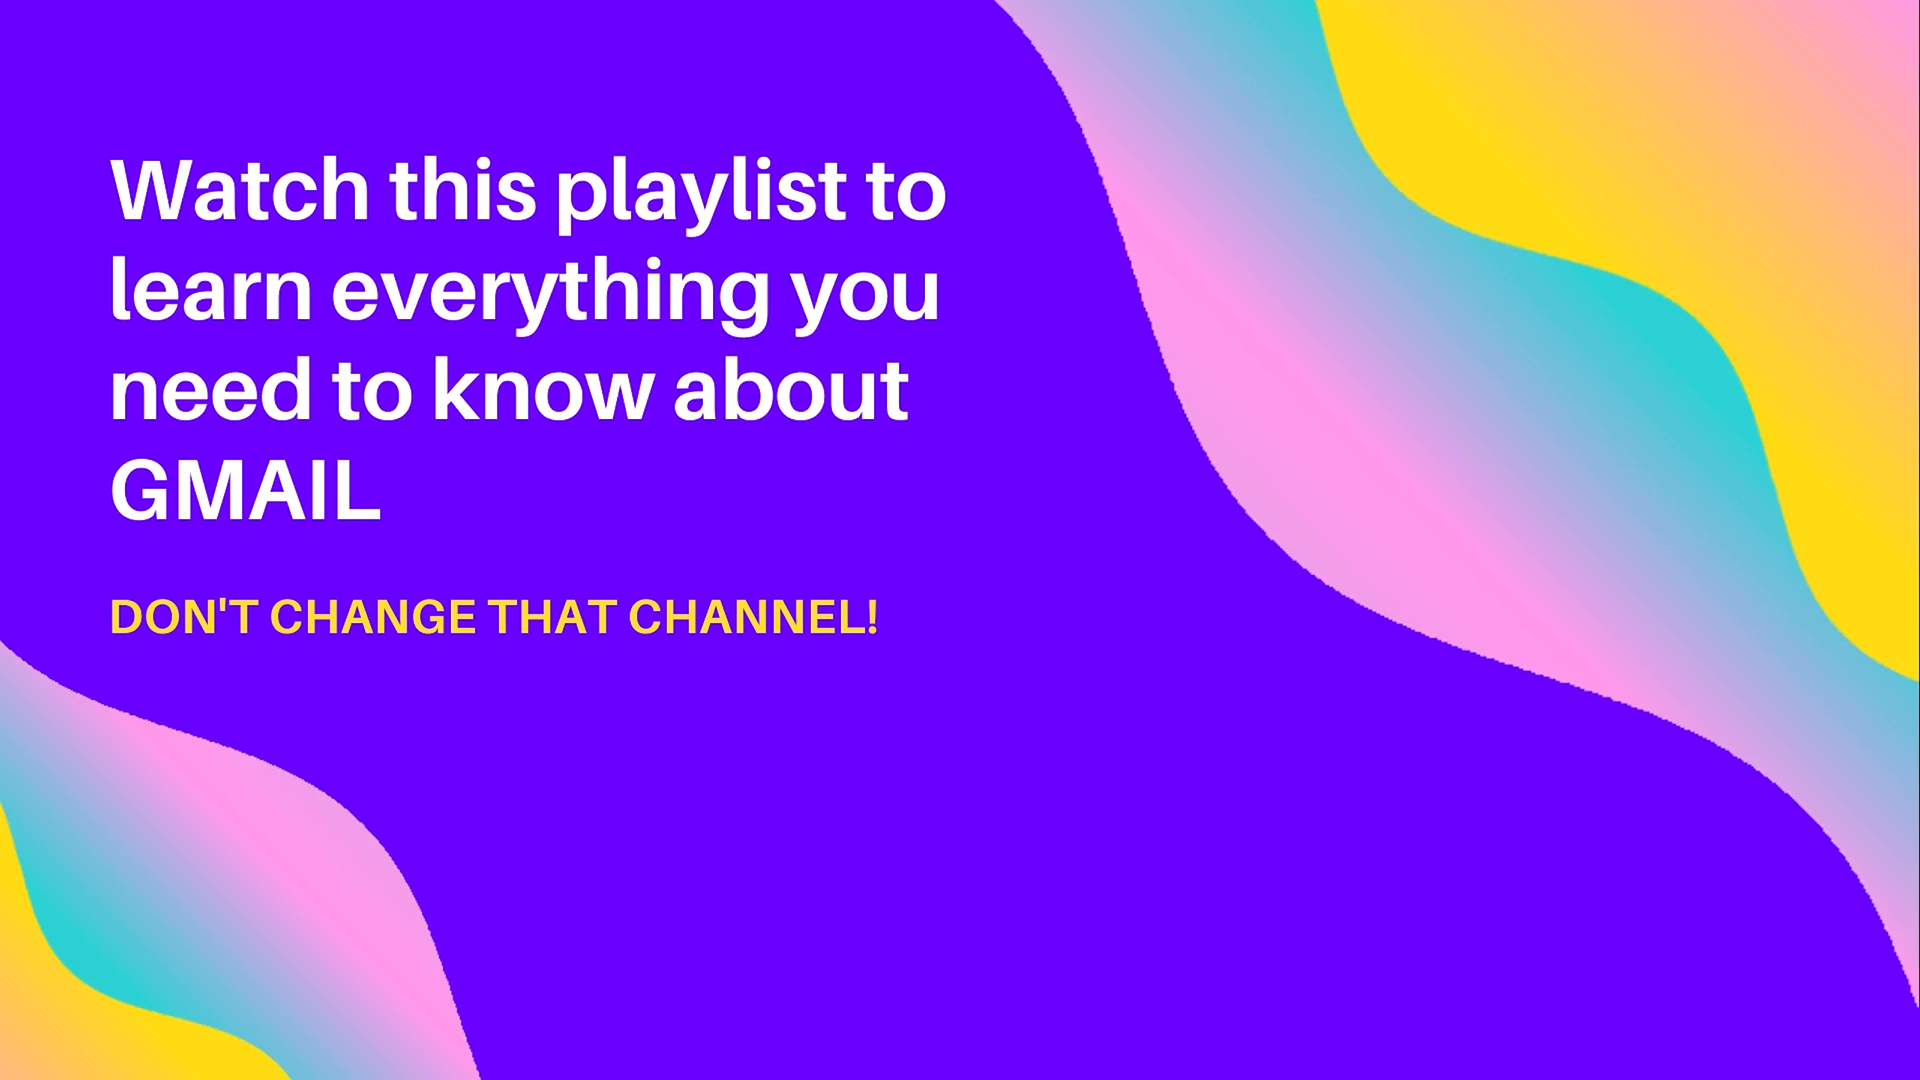 Watch this playlist to
learn everything you
need to know about
GMAIL
DON'T CHANGE THAT CHANNEL!